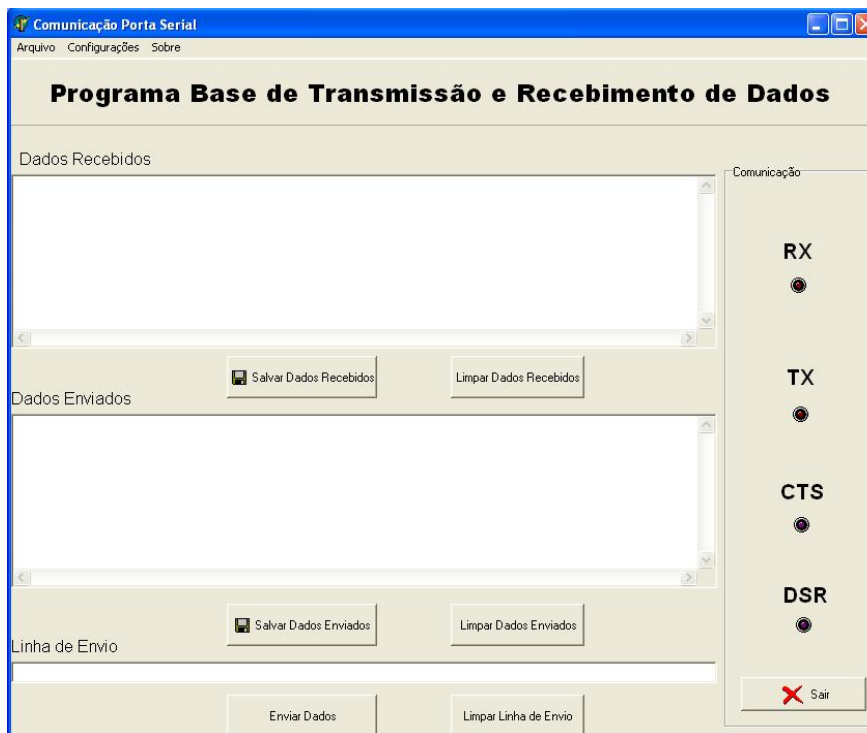 Comunicação Porta Serial
Arquivo Configurações Sobre
Programa Base de Transmissão e Recebimento de Dados
Dados Recebidos
Comunicação
RX
Salvar Dados Recebidos Limpar Dados Recebidos
TX
Dados Enviados
CTS
DSR
Salvar Dados Enviados Limpar Dados Enviados
Linha de Envio
Sair
Enviar Dados Limpar Linha de Envio